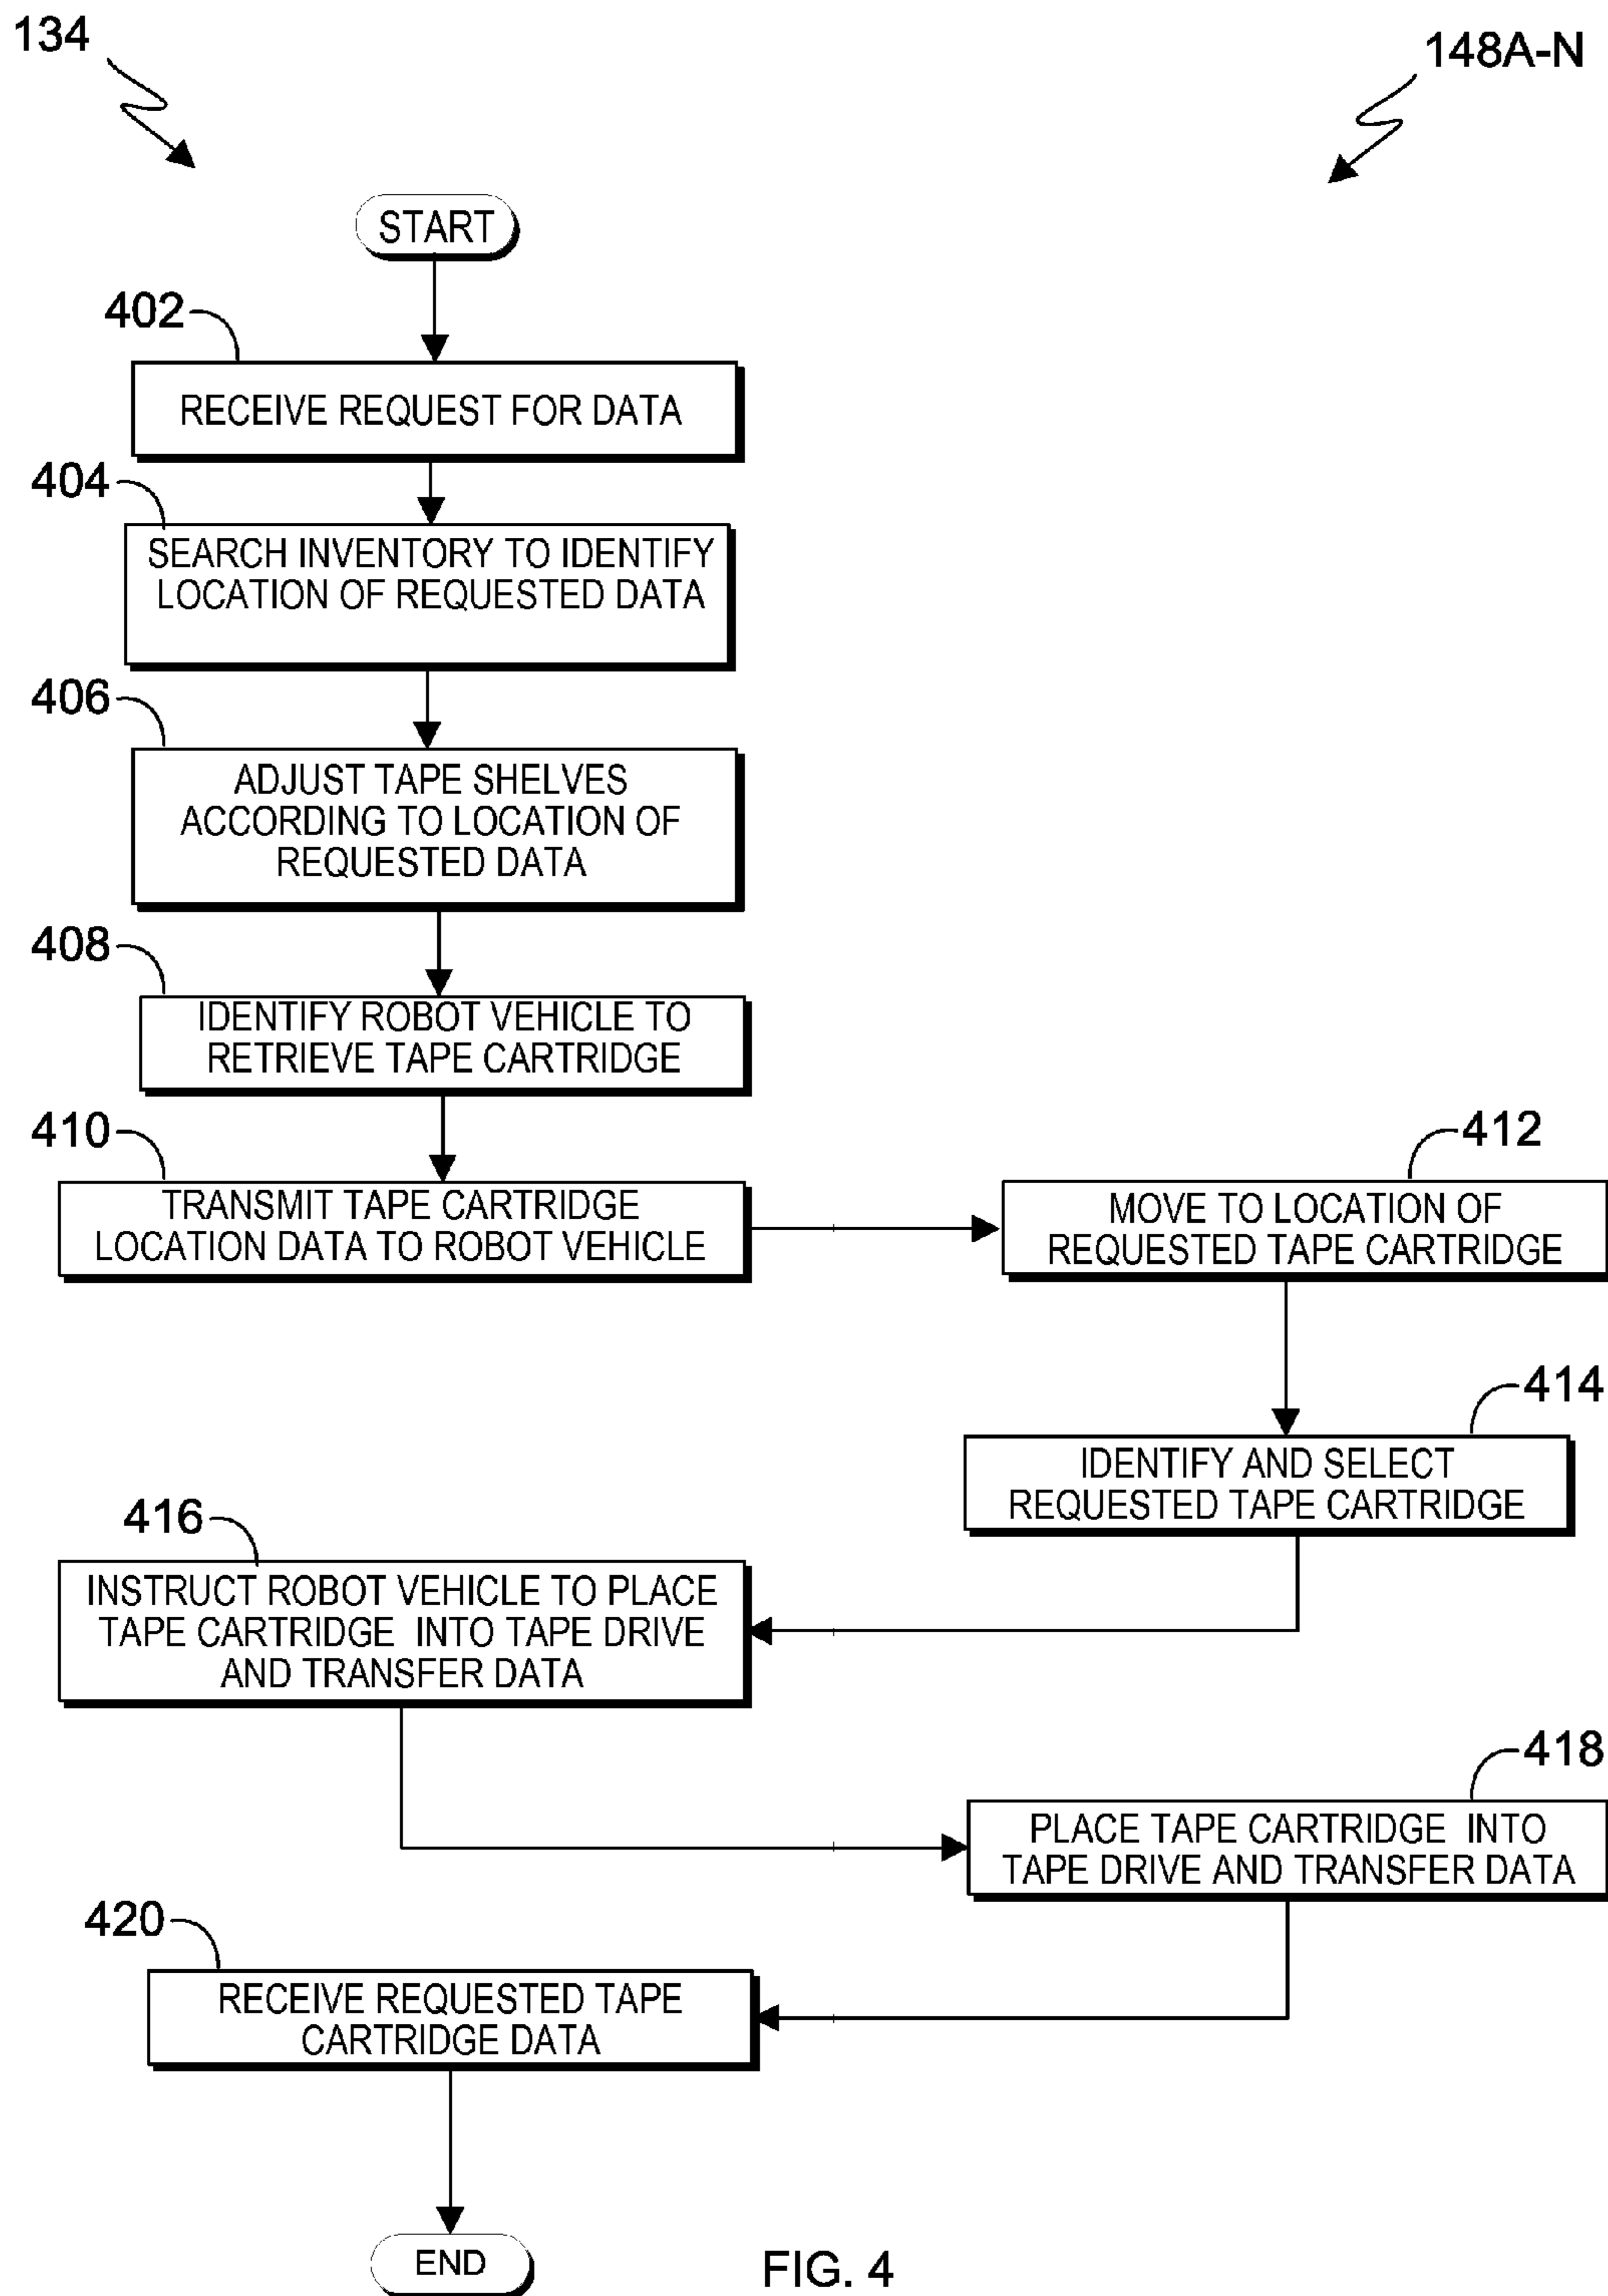 134
148A-N
START
402
RECEIVE REQUEST FOR DATA
404
SEARCH INVENTORY TO IDENTIFY
LOCATION OF REQUESTED DATA
406
ADJUST TAPE SHELVES
ACCORDING TO LOCATION OF
REQUESTED DATA
408
IDENTIFY ROBOT VEHICLE TO
RETRIEVE TAPE CARTRIDGE
410
TRANSMIT TAPE CARTRIDGE
LOCATION DATA TO ROBOT VEHICLE
412
MOVE TO LOCATION OF
REQUESTED TAPE CARTRIDGE
414
IDENTIFY AND SELECT
REQUESTED TAPE CARTRIDGE
416
INSTRUCT ROBOT VEHICLE TO PLACE
TAPE CARTRIDGE INTO TAPE DRIVE
AND TRANSFER DATA
418
PLACE TAPE CARTRIDGE INTO
TAPE DRIVE AND TRANSFER DATA
420
RECEIVE REQUESTED TAPE
CARTRIDGE DATA
END
FIG. 4